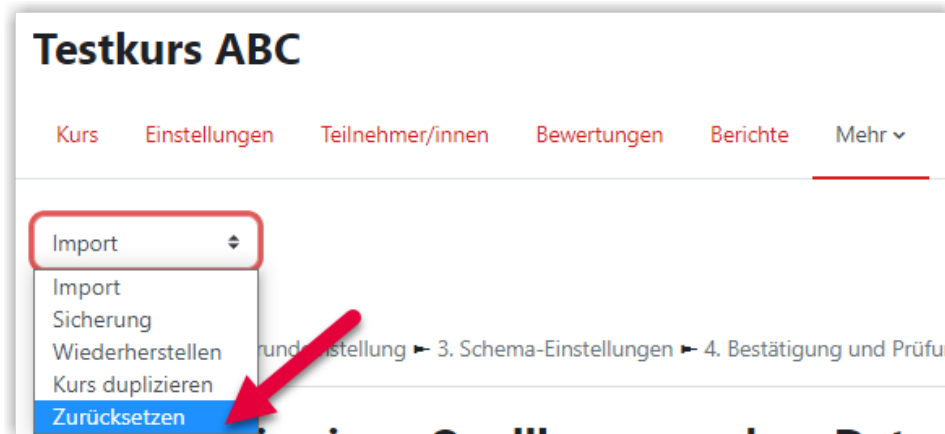 Testkurs ABC
Kurs Einstellungen Teilnehmer/innen Bewertungen Berichte Mehr
Import
Import
Sicherung
Wiederherstellen
3. Schema-Einstellungen ► 4. Bestätigung und
Kurs duplizieren
Zurücksetzen